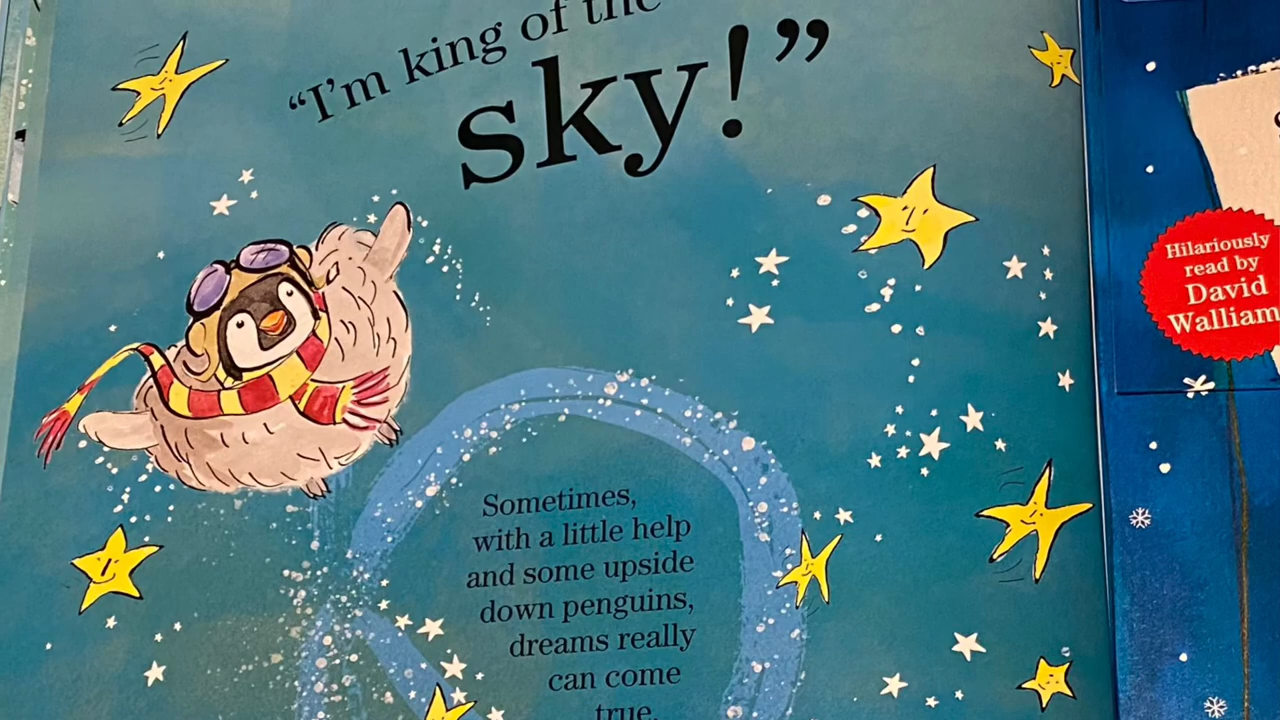 “I’m king of the
sky!”
Sometimes,
with a little help
and some upside
down penguins,
dreams really
can come
true.
Hilariously
read by
David
Walliam